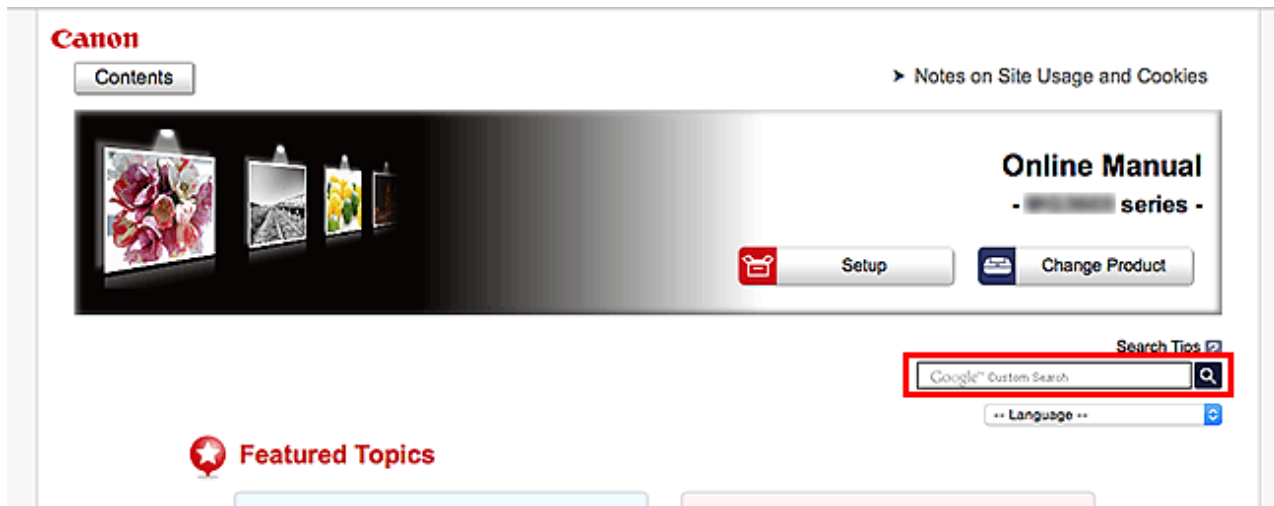 Canon
Contents
Notes on Site Usage and Cookies
Online Manual
- series -
Setup
Change Product
Search Tips
Google™ Custom Search
-- Language --
Featured Topics